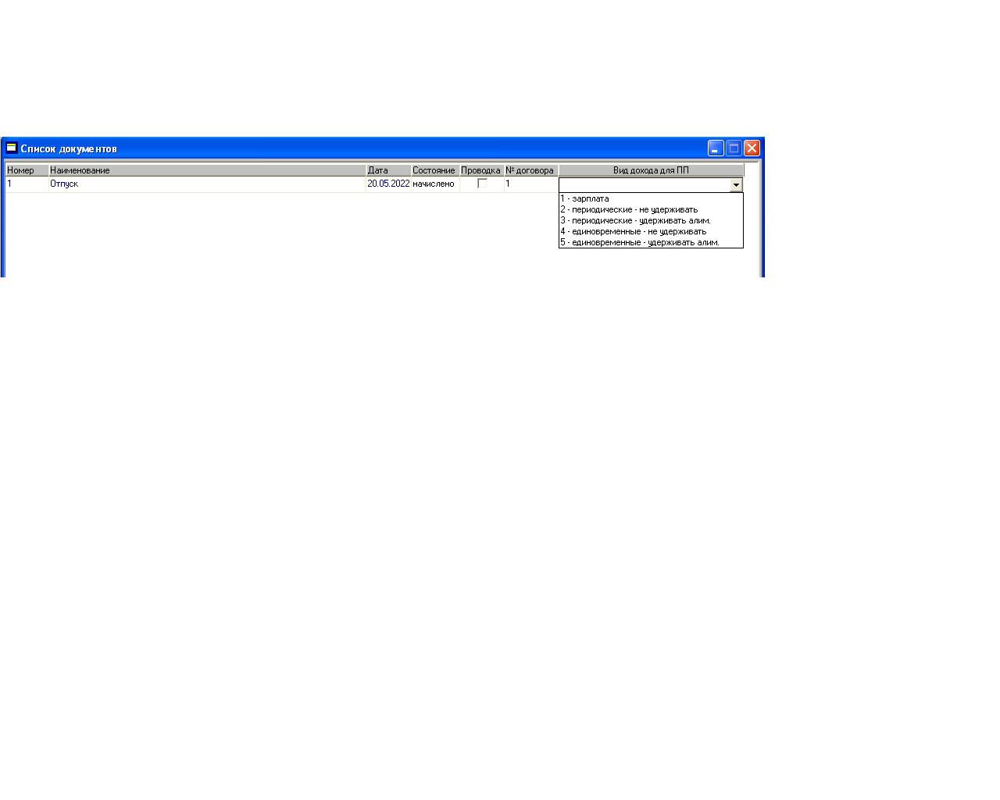 Список документов
Номер Наименование Дата Состояние Проводка № договора Вид дохода для ПП
1 Отпуск 20.05.2022 начислено 1
1 - зарплата
2 - периодические - не удерживать
3 - периодические - удерживать алим.
4 - единовременные - не удерживать
5 - единовременные - удерживать алим.